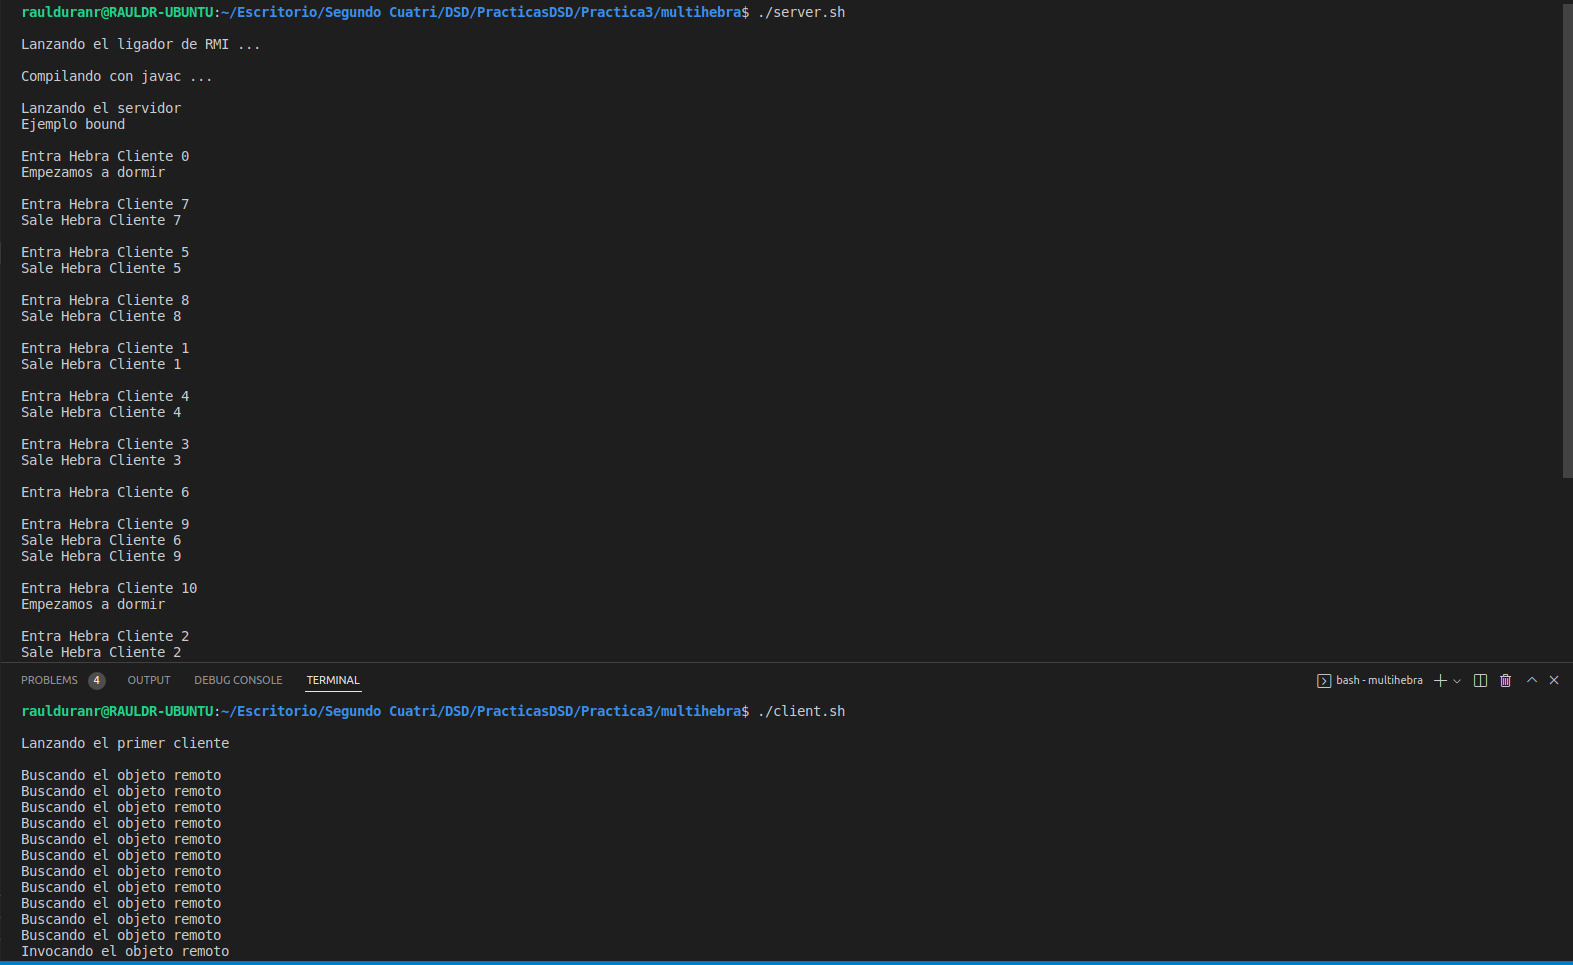 raulduranr@RAULDR-UBUNTU:~/Escritorio/Segundo Cuatri/DSD/PracticasDSD/Practica3/multihebra$ ./server.sh
Lanzando el ligador de RMI ...
Compilando con javac ...
Lanzando el servidor
Ejemplo bound
Entra Hebra Cliente 0
Empezamos a dormir
Entra Hebra Cliente 7
Sale Hebra Cliente 7
Entra Hebra Cliente 5
Sale Hebra Cliente 5
Entra Hebra Cliente 8
Sale Hebra Cliente 8
Entra Hebra Cliente 1
Sale Hebra Cliente 1
Entra Hebra Cliente 4
Sale Hebra Cliente 4
Entra Hebra Cliente 3
Sale Hebra Cliente 3
Entra Hebra Cliente 6
Entra Hebra Cliente 9
Sale Hebra Cliente 6
Sale Hebra Cliente 9
Entra Hebra Cliente 10
Empezamos a dormir
Entra Hebra Cliente 2
Sale Hebra Cliente 2
PROBLEMS 4 OUTPUT DEBUG CONSOLE TERMINAL bash - multihebra
raulduranr@RAULDR-UBUNTU:~/Escritorio/Segundo Cuatri/DSD/PracticasDSD/Practica3/multihebra$ ./client.sh
Lanzando el primer cliente
Buscando el objeto remoto
Buscando el objeto remoto
Buscando el objeto remoto
Buscando el objeto remoto
Buscando el objeto remoto
Buscando el objeto remoto
Buscando el objeto remoto
Buscando el objeto remoto
Buscando el objeto remoto
Buscando el objeto remoto
Buscando el objeto remoto
Invocando el objeto remoto